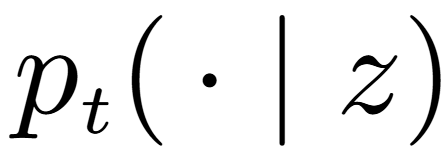 p_t( · | z)